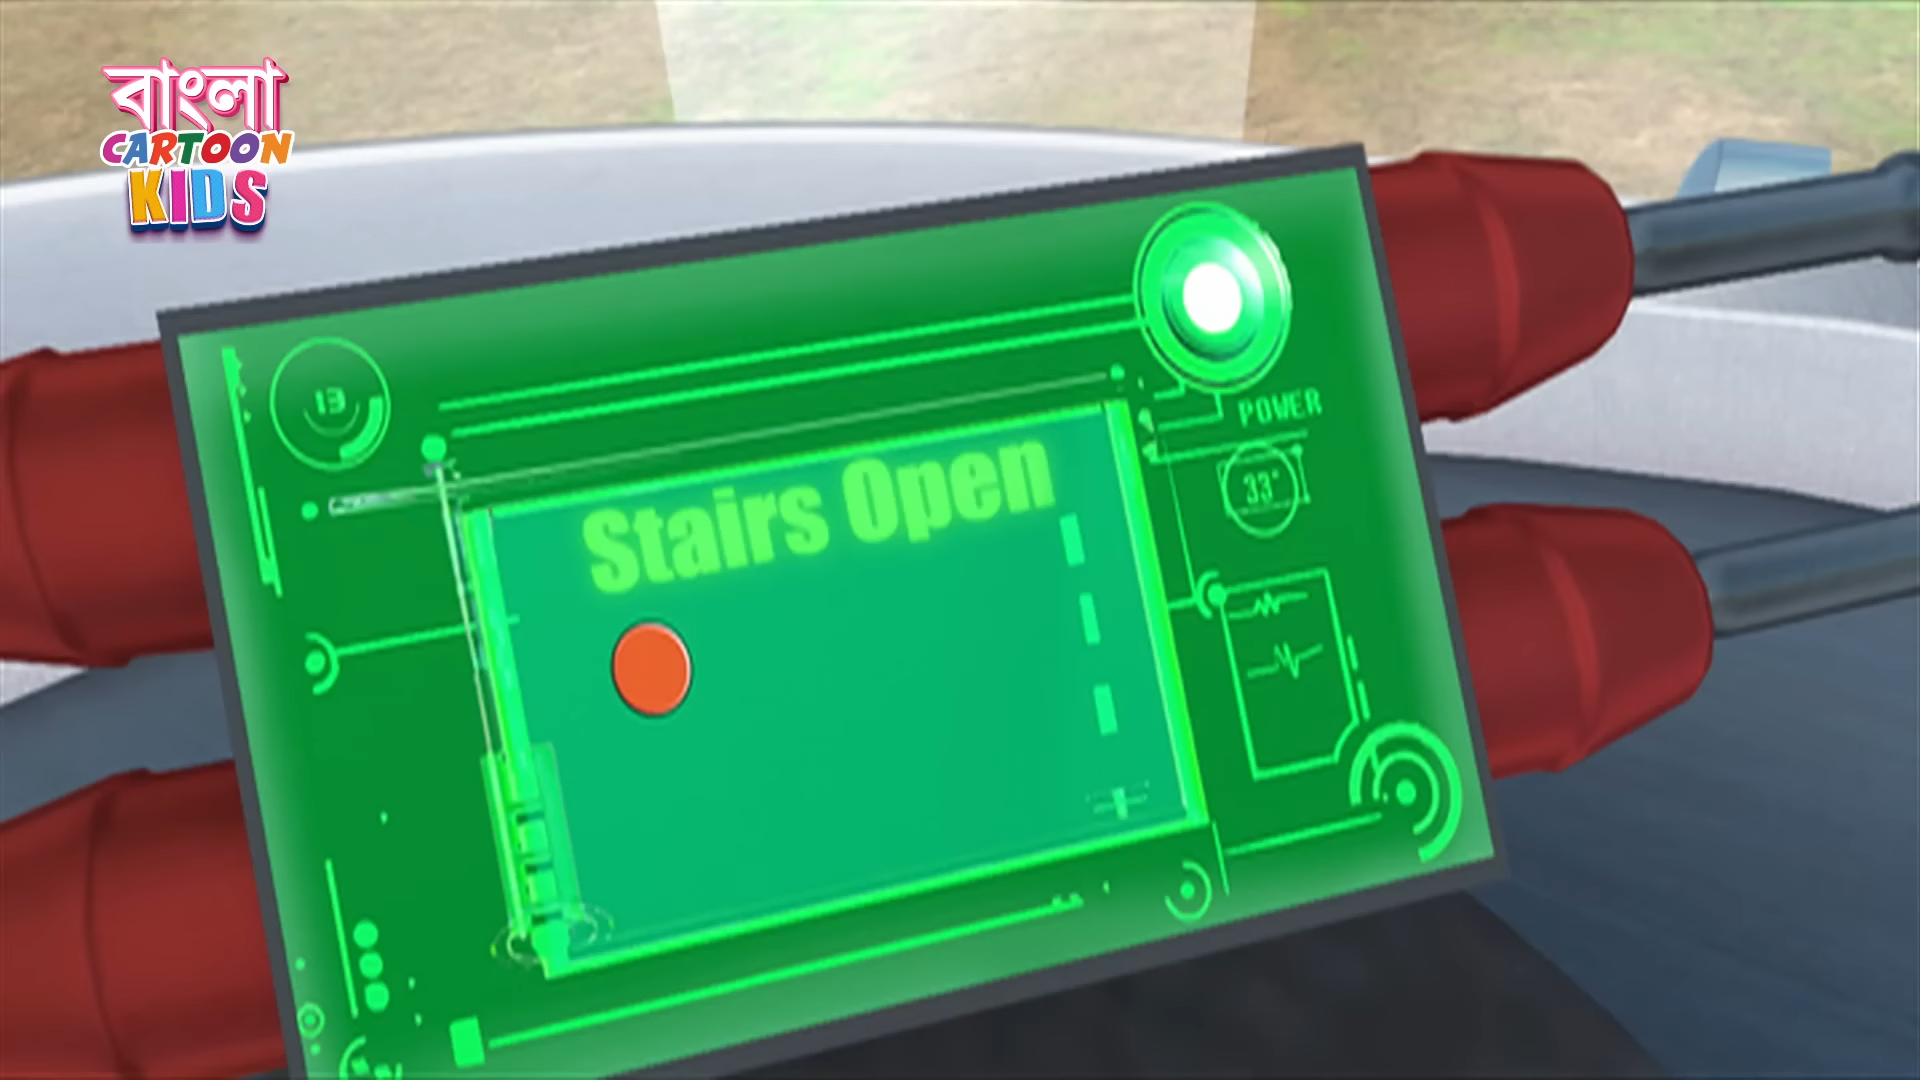 বাংলা
CARTOON
KIDS
13
POWER
Stairs Open
33°